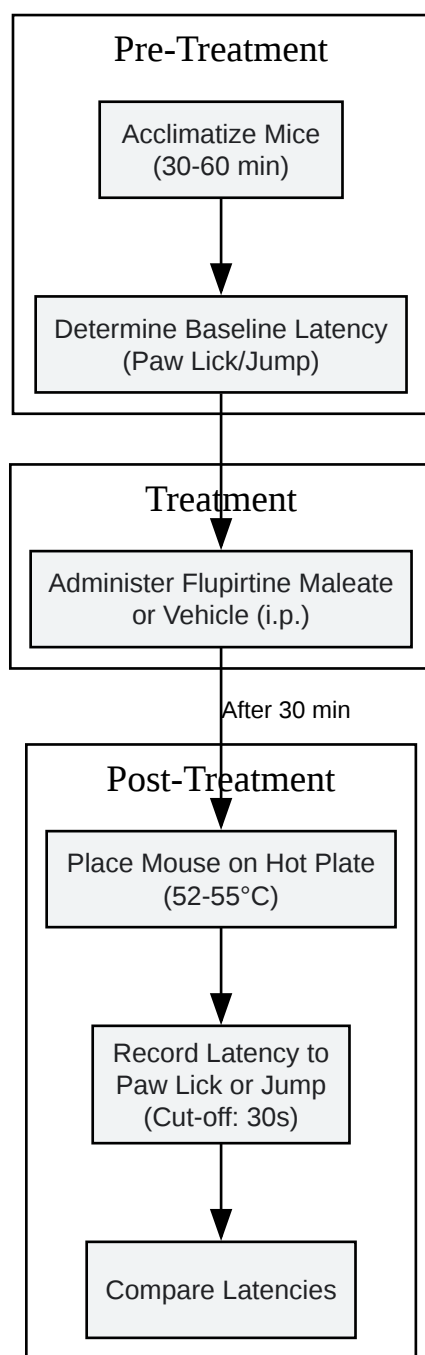 Pre-Treatment
Acclimatize Mice
(30-60 min)
Determine Baseline Latency
(Paw Lick/Jump)
Treatment
Administer Flupirtine Maleate
or Vehicle (i.p.)
After 30 min
Post-Treatment
Place Mouse on Hot Plate
(52-55°C)
Record Latency to
Paw Lick or Jump
(Cut-off: 30s)
Compare Latencies